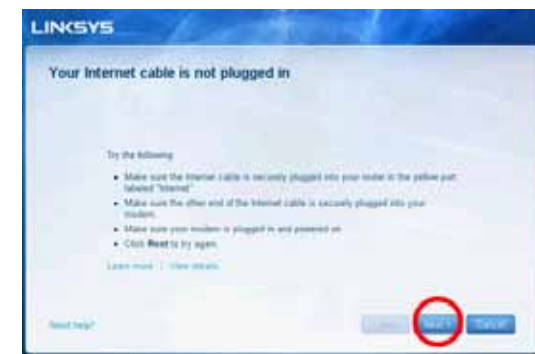 LINKSYS
Your Internet cable is not plugged in
Try the following:
Make sure the Internet cable is securely plugged into your router in the yellow port
labeled "Internet"
Make sure the other end of the Internet cable is securely plugged into your
modem.
Make sure your modem is plugged in and powered on
Click Next to try again.
Learn more | View details
Need help?
Next
Cancel